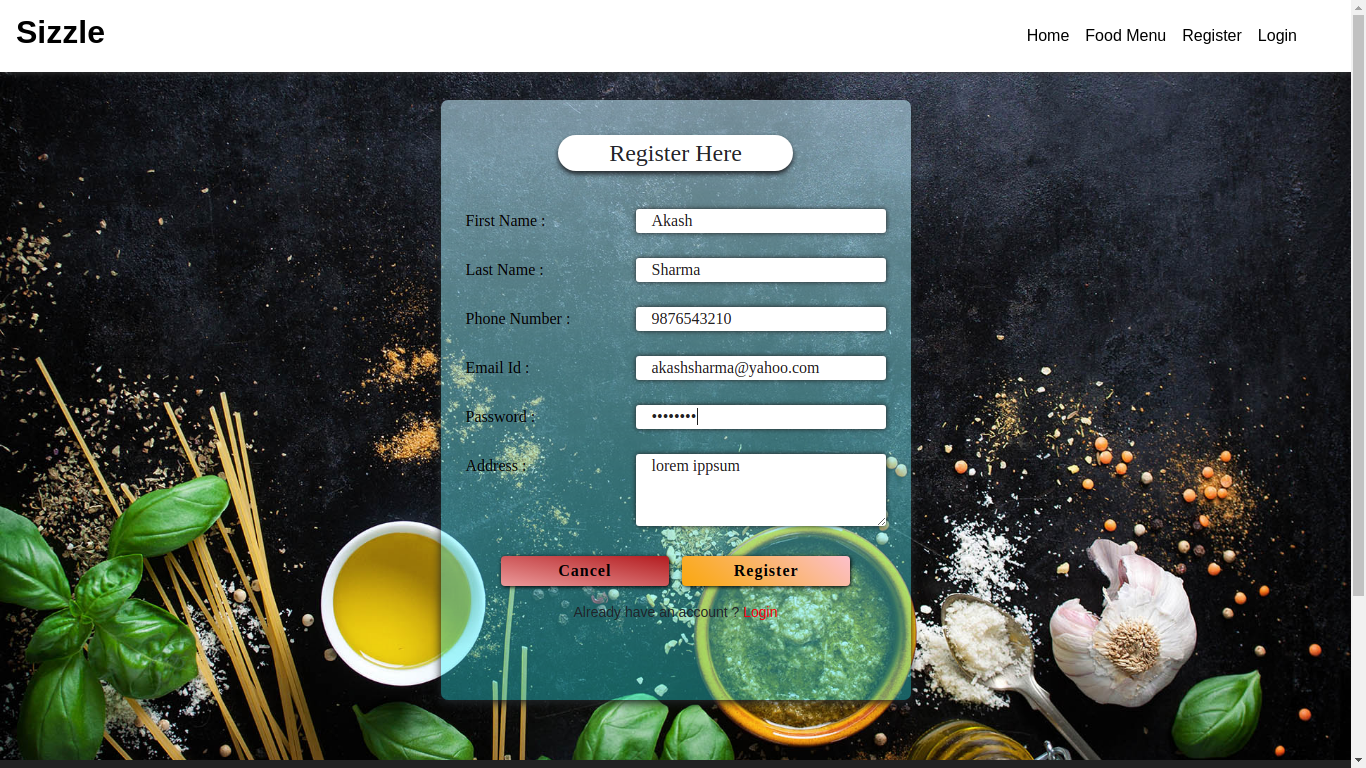 Sizzle
Home Food Menu Register Login
Register Here
First Name : Akash
Last Name : Sharma
Phone Number : 9876543210
Email Id : akashsharma@yahoo.com
Password : ••••••••
Address : lorem ippsum
Cancel Register
Already have an account ? Login